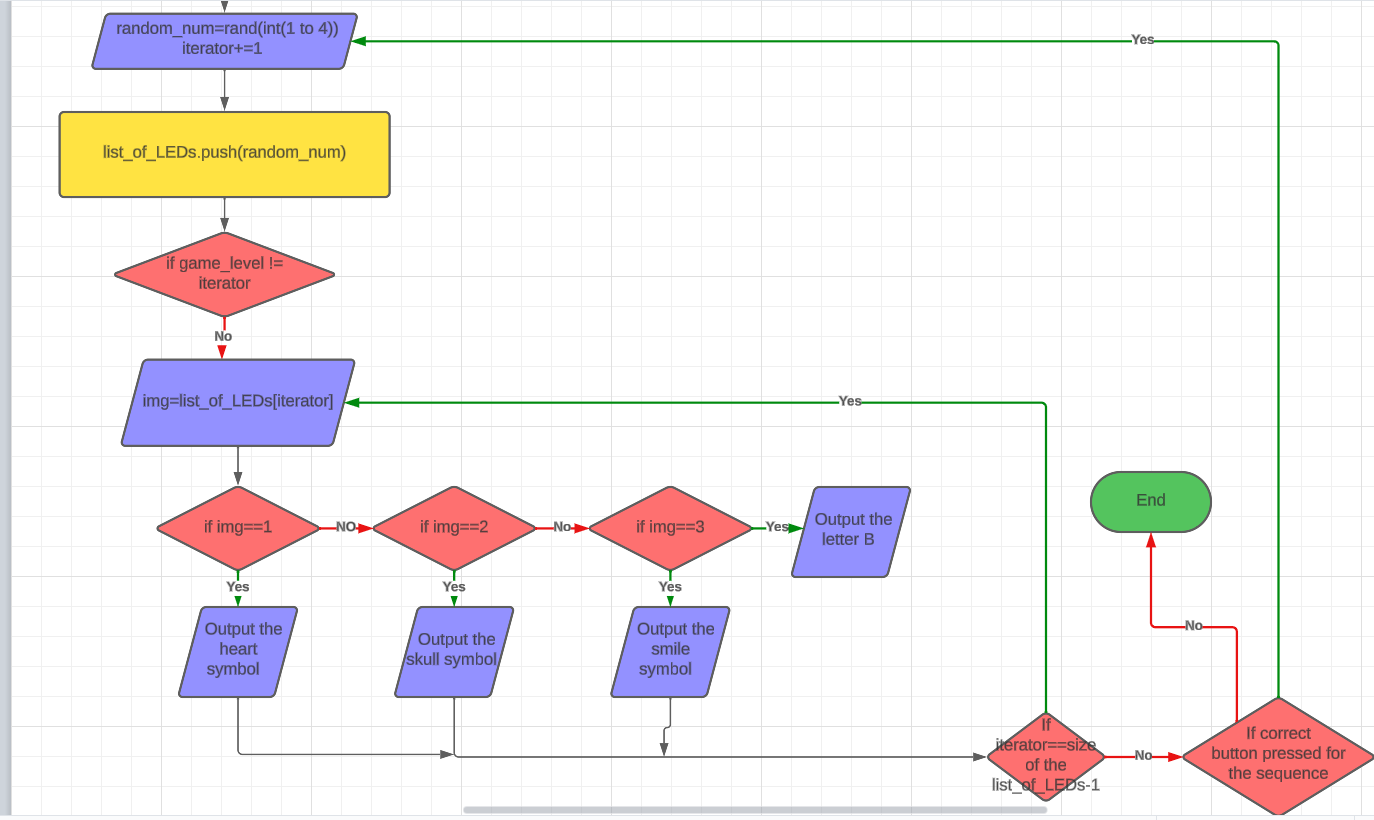 random_num=rand(int(1 to 4))
iterator+=1
Yes
list_of_LEDs.push(random_num)
if game_level !=
iterator
No
img=list_of_LEDs[iterator]
Yes
if img==1
NO
if img==2
No
if img==3
Yes
Output the
letter B
End
Yes
Yes
Yes
Output the
heart
symbol
Output the
skull symbol
Output the
smile
symbol
No
If
iterator==size
of the
list_of_LEDs-1
No
If correct
button pressed for
the sequence